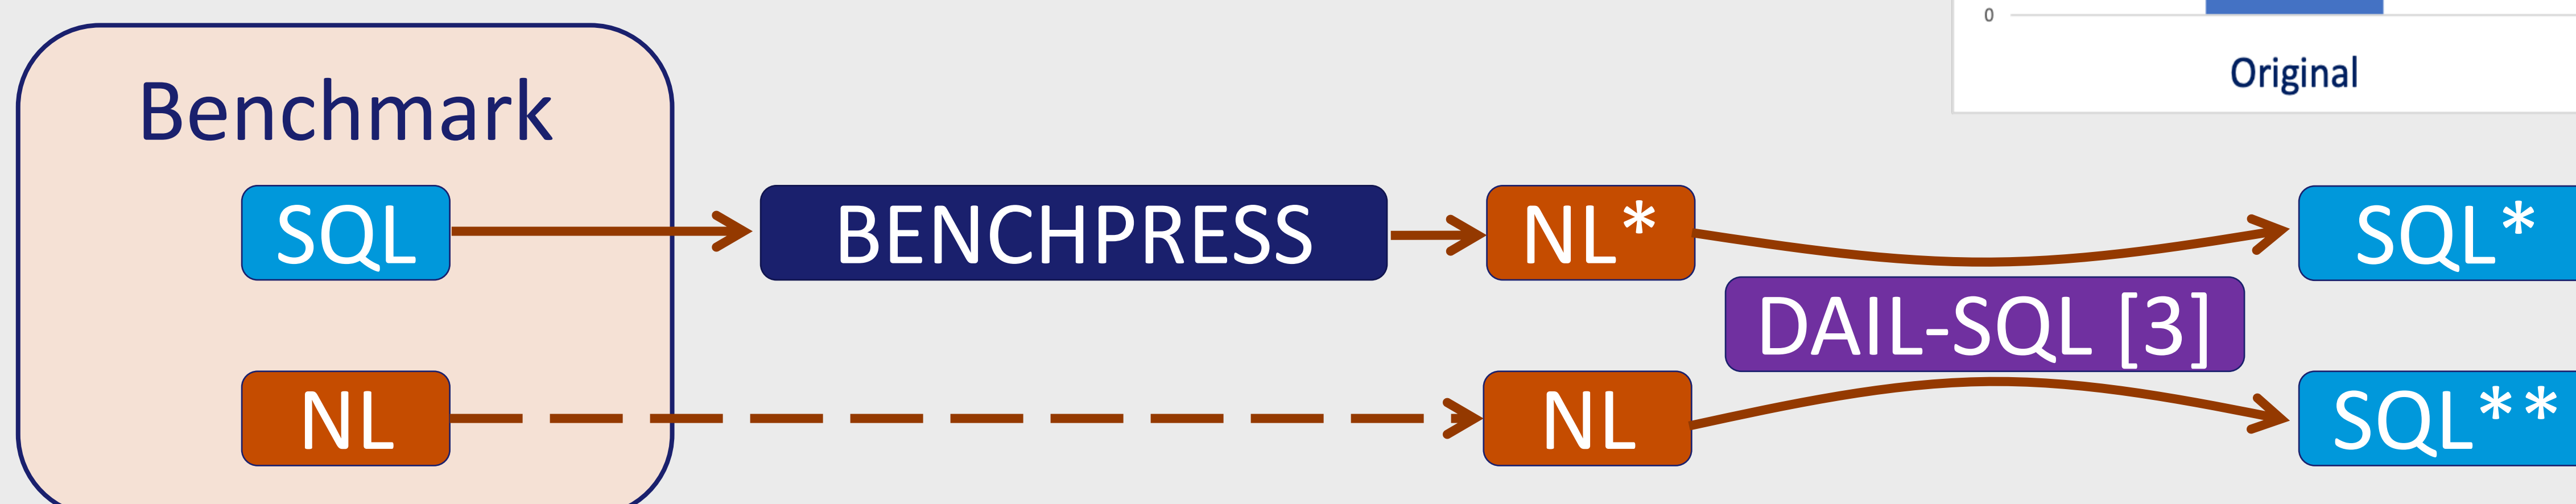 0
Original
Benchmark
SQL
BENCHPRESS
NL*
SQL*
DAIL-SQL [3]
NL
NL
SQL**